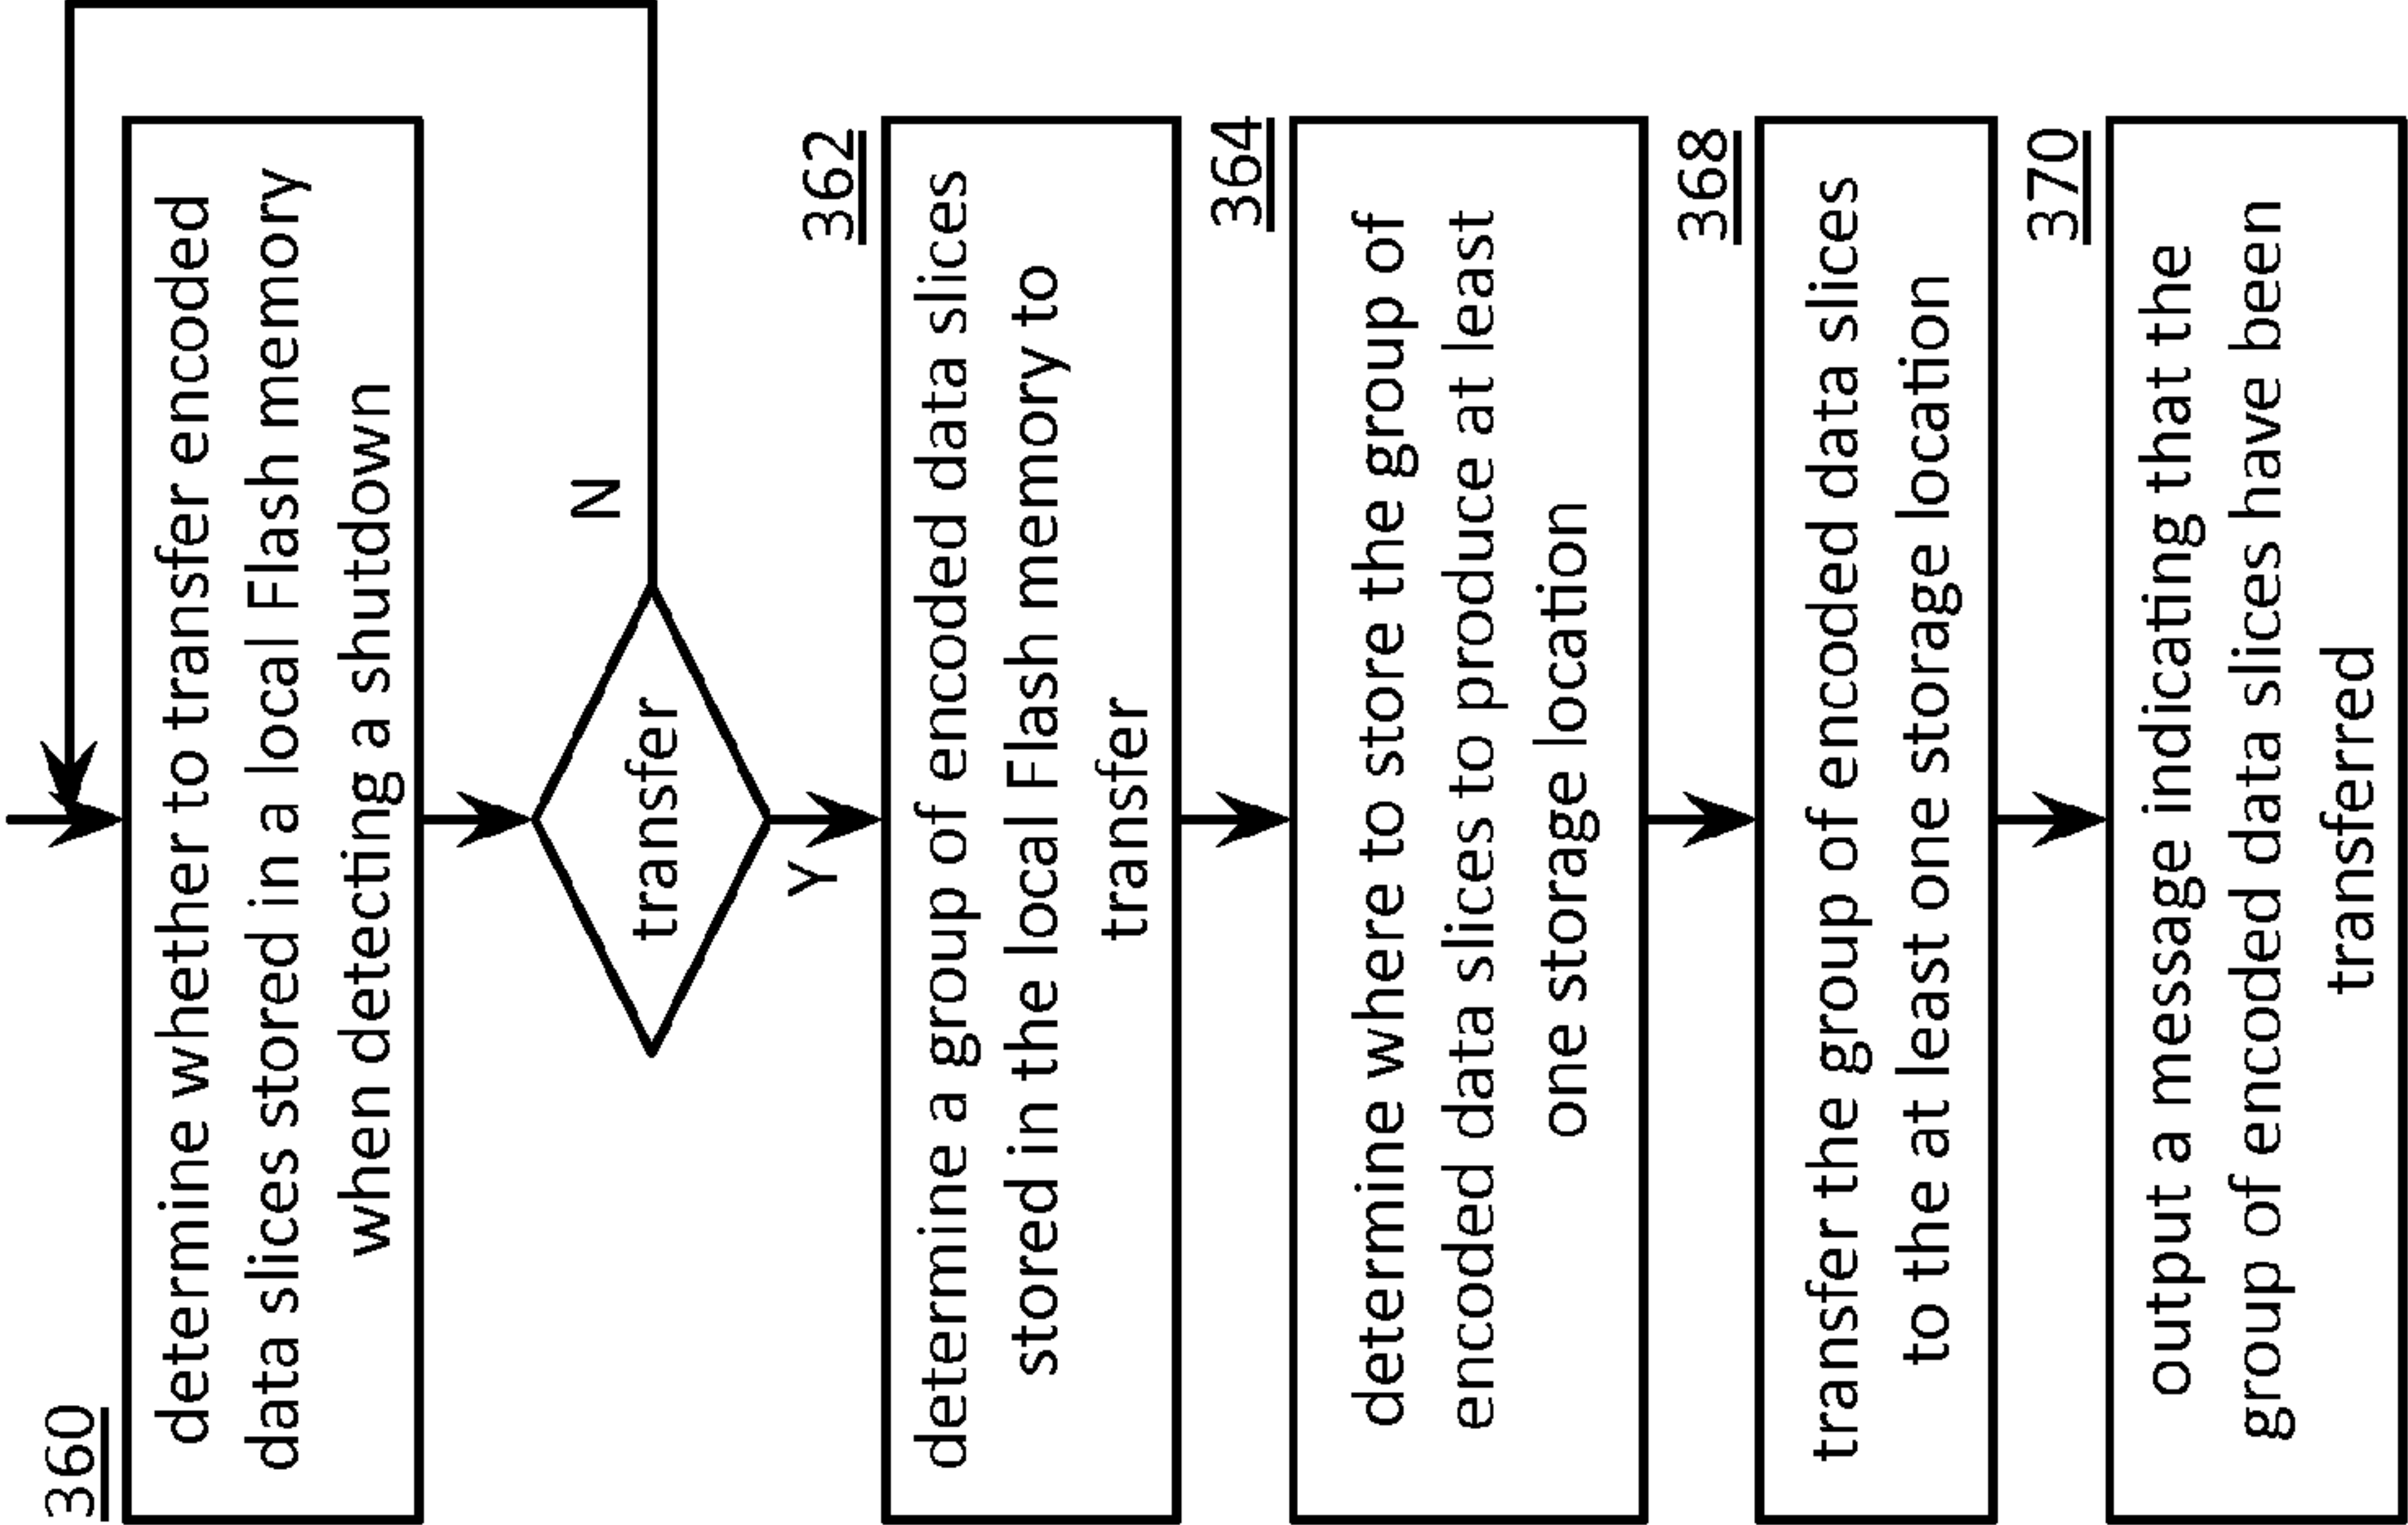 360
determine whether to transfer encoded
data slices stored in a local Flash memory
when detecting a shutdown
transfer
N
Y
362
determine a group of encoded data slices
stored in the local Flash memory to
transfer
364
determine where to store the group of
encoded data slices to produce at least
one storage location
368
transfer the group of encoded data slices
to the at least one storage location
370
output a message indicating that the
group of encoded data slices have been
transferred